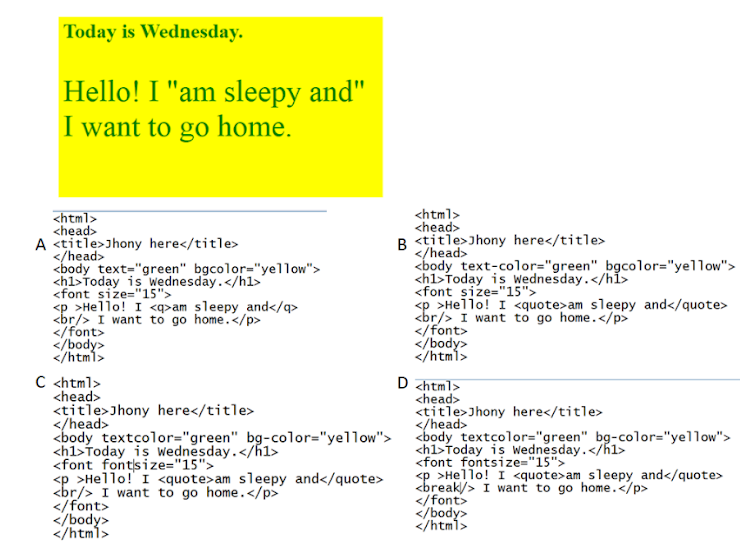 Today is Wednesday.
Hello! I "am sleepy and"
I want to go home.
A
<html>
<head>
<title>Jhony here</title>
</head>
<body text="green" bgcolor="yellow">
<h1>Today is Wednesday.</h1>
<font size="15">
<p >Hello! I <q>am sleepy and</q>
<br/> I want to go home.</p>
</font>
</body>
</html>
B
<html>
<head>
<title>Jhony here</title>
</head>
<body text-color="green" bgcolor="yellow">
<h1>Today is Wednesday.</h1>
<font size="15">
<p >Hello! I <quote>am sleepy and</quote>
<br/> I want to go home.</p>
</font>
</body>
</html>
C
<html>
<head>
<title>Jhony here</title>
</head>
<body textcolor="green" bg-color="yellow">
<h1>Today is Wednesday.</h1>
<font fontsize="15">
<p >Hello! I <quote>am sleepy and</quote>
<br/> I want to go home.</p>
</font>
</body>
</html>
D
<html>
<head>
<title>Jhony here</title>
</head>
<body textcolor="green" bg-color="yellow">
<h1>Today is Wednesday.</h1>
<font fontsize="15">
<p >Hello! I <quote>am sleepy and</quote>
<break/> I want to go home.</p>
</font>
</body>
</html>